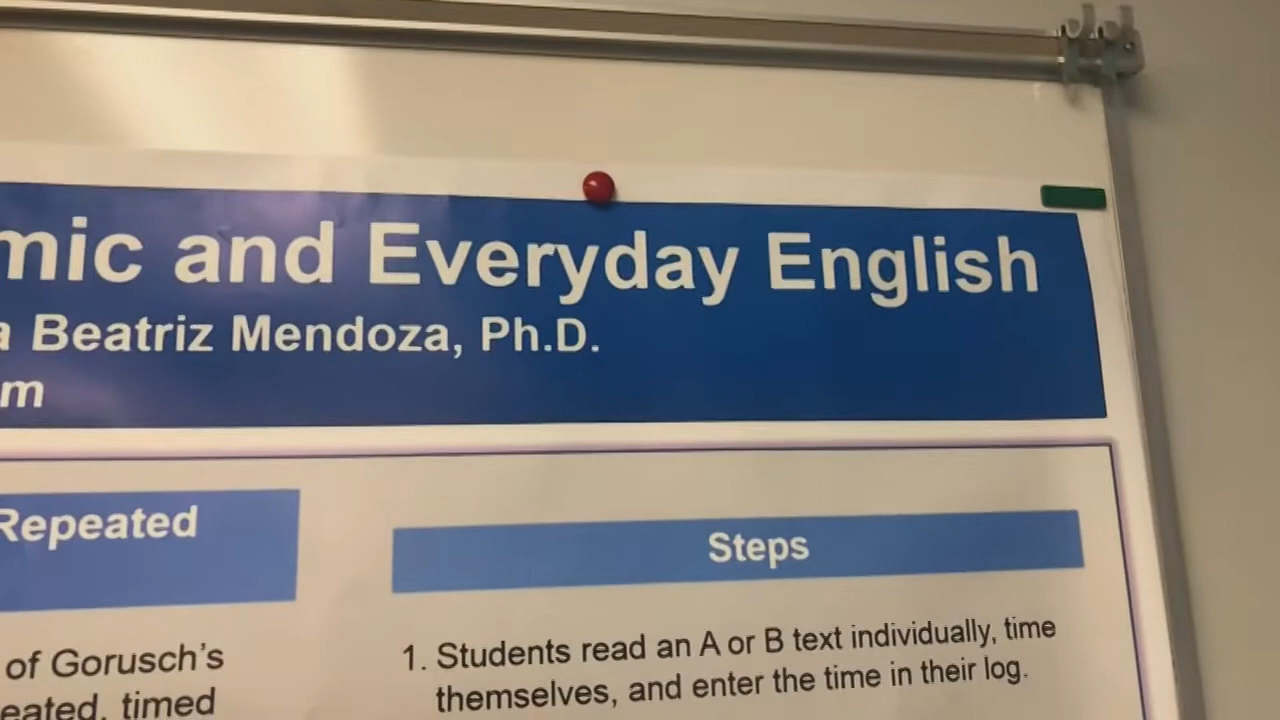 mic and Everyday English
a Beatriz Mendoza, Ph.D.
m
Repeated
Steps
of Gorusch's
eated, timed
1. Students read an A or B text individually, time
themselves, and enter the time in their log.